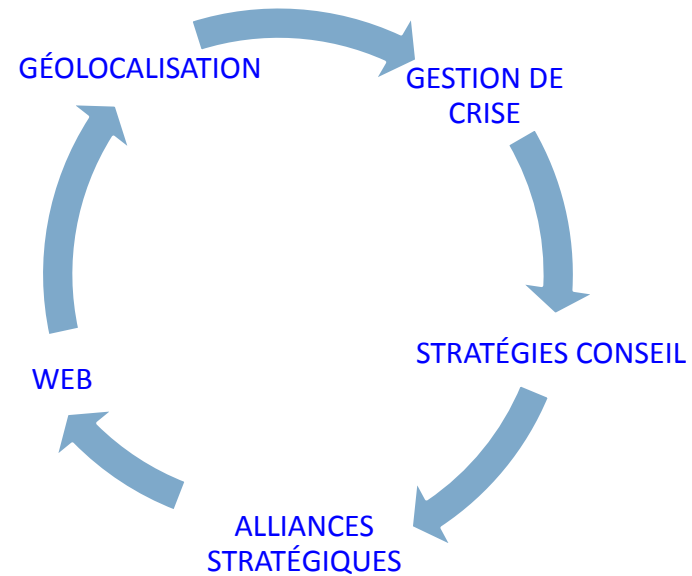 GÉOLOCALISATION
GESTION DE
CRISE
STRATÉGIES CONSEIL
WEB
ALLIANCES
STRATÉGIQUES